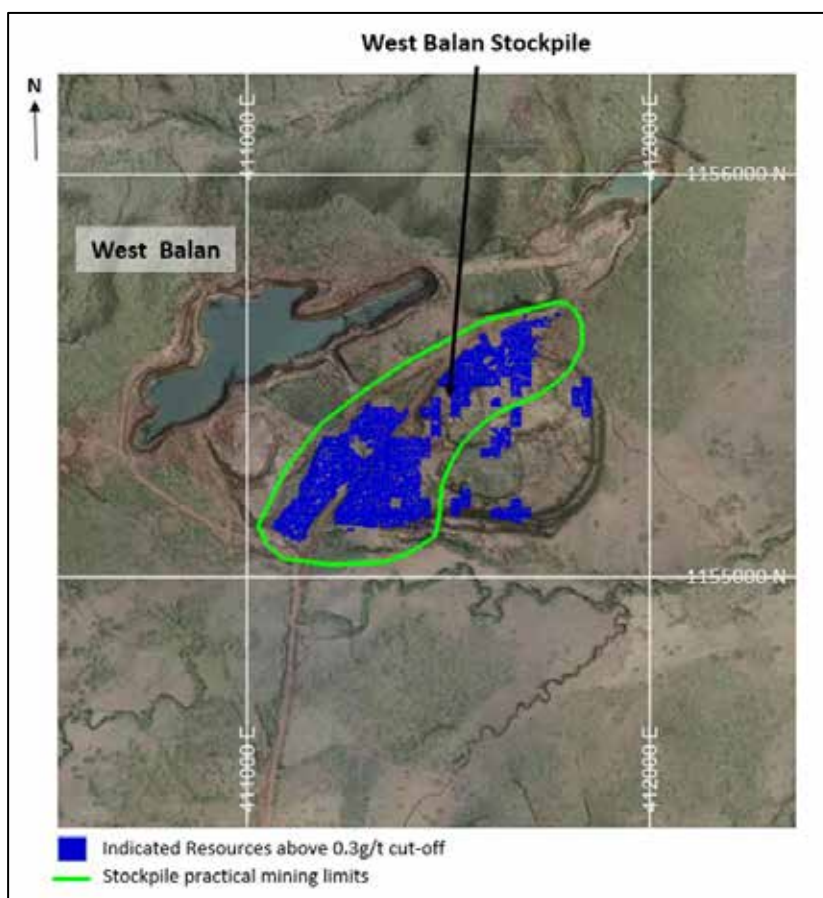 West Balan Stockpile
N
411000 E
412000 E
1156000 N
West Balan
1155000 N
411000 E
412000 E
Indicated Resources above 0.3g/t cut-off
Stockpile practical mining limits